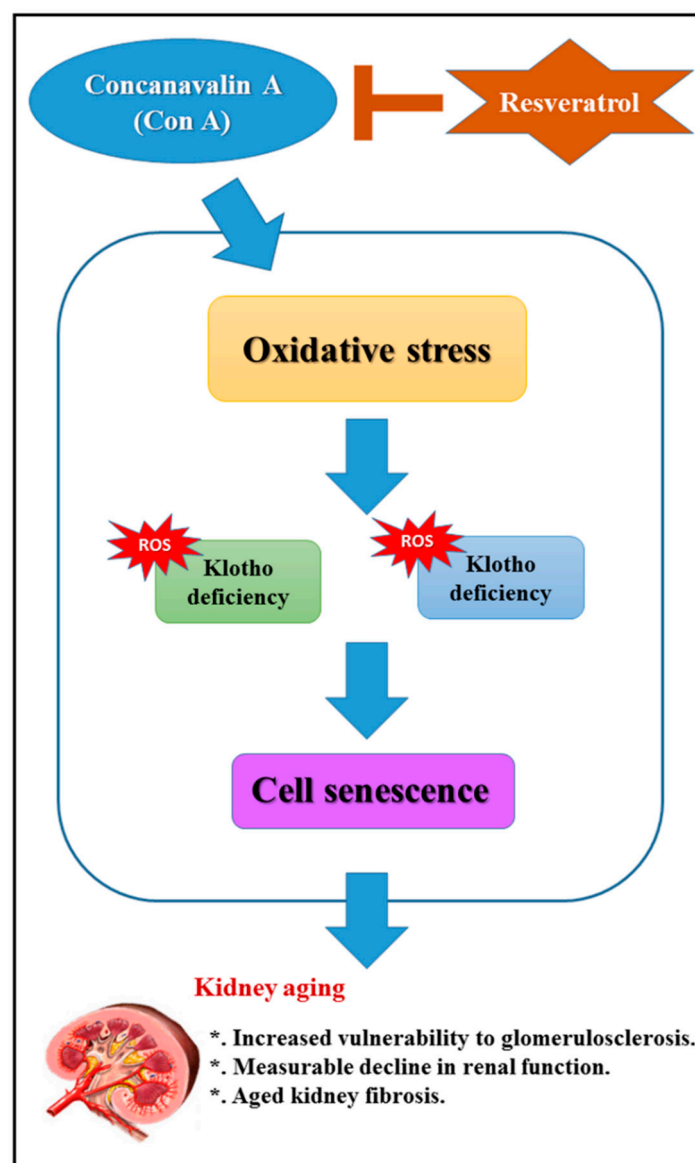 Concanavalin A
(Con A)
Resveratrol
Oxidative stress
ROS
Klotho
deficiency
ROS
Klotho
deficiency
Cell senescence
Kidney aging
*. Increased vulnerability to glomerulosclerosis.
*. Measurable decline in renal function.
*. Aged kidney fibrosis.